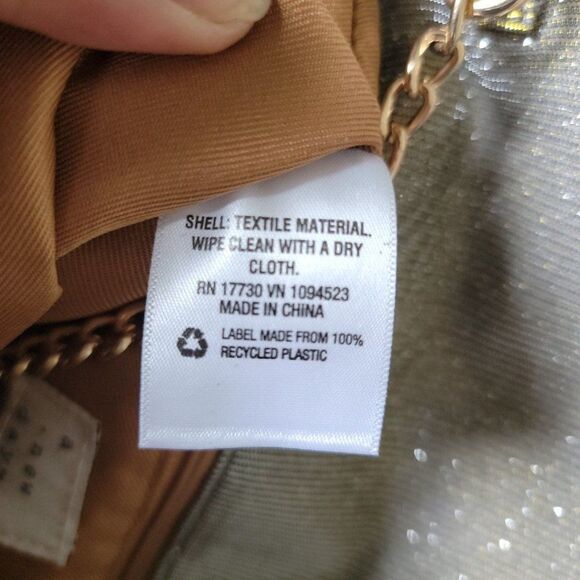 SHELL: TEXTILE MATERIAL.
WIPE CLEAN WITH A DRY
CLOTH.
RN 17730 VN 1094523
MADE IN CHINA
LABEL MADE FROM 100%
RECYCLED PLASTIC